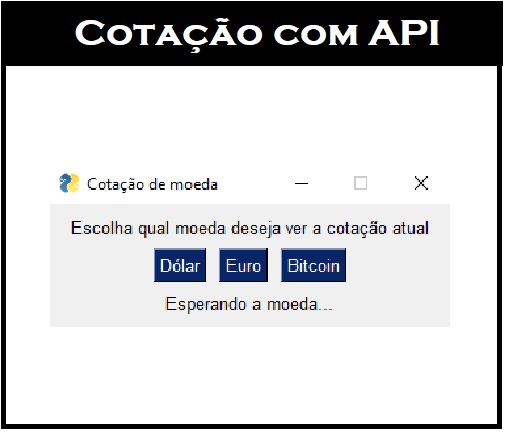 Cotação com API
Cotação de moeda
Escolha qual moeda deseja ver a cotação atual
Dólar Euro Bitcoin
Esperando a moeda...